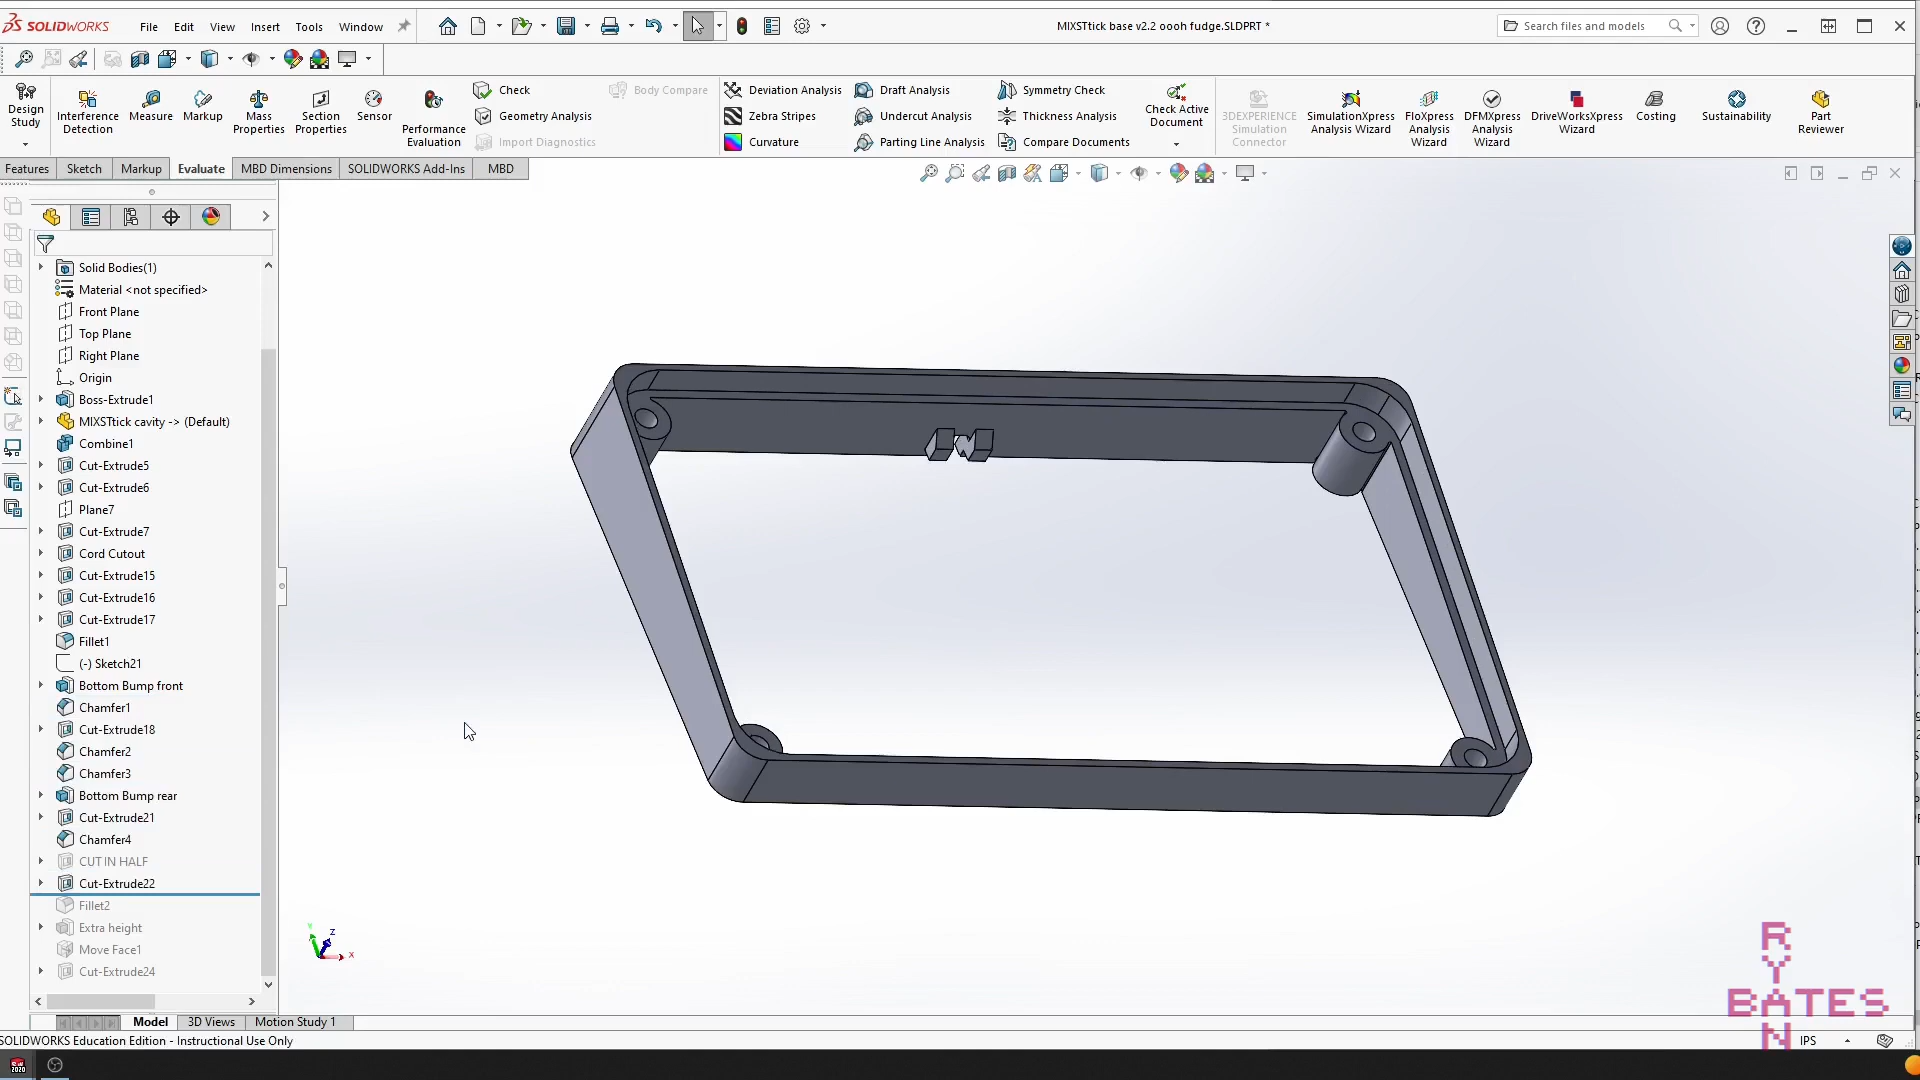 SOLIDWORKS File Edit View Insert Tools Window MIXSTtick base v2.2 oooh fudge.SLDPRT * Search files and models
Design Study
Interference Detection
Measure
Markup
Mass Properties
Section Properties
Sensor
Performance Evaluation
Check
Geometry Analysis
Import Diagnostics
Body Compare
Deviation Analysis
Zebra Stripes
Curvature
Draft Analysis
Undercut Analysis
Parting Line Analysis
Symmetry Check
Thickness Analysis
Compare Documents
Check Active Document
3DEXPERIENCE Simulation Connector
SimulationXpress Analysis Wizard
FloXpress Analysis Wizard
DFMXpress Analysis Wizard
DriveWorksXpress Wizard
Costing
Sustainability
Part Reviewer
Features Sketch Markup Evaluate MBD Dimensions SOLIDWORKS Add-Ins MBD
Solid Bodies(1)
Material <not specified>
Front Plane
Top Plane
Right Plane
Origin
Boss-Extrude1
MIXSTtick cavity -> (Default)
Combine1
Cut-Extrude5
Cut-Extrude6
Plane7
Cut-Extrude7
Cord Cutout
Cut-Extrude15
Cut-Extrude16
Cut-Extrude17
Fillet1
(-) Sketch21
Bottom Bump front
Chamfer1
Cut-Extrude18
Chamfer2
Chamfer3
Bottom Bump rear
Cut-Extrude21
Chamfer4
CUT IN HALF
Cut-Extrude22
Fillet2
Extra height
Move Face1
Cut-Extrude24
Z
X
RYAN
BATES
Model 3D Views Motion Study 1
SOLIDWORKS Education Edition - Instructional Use Only
IPS